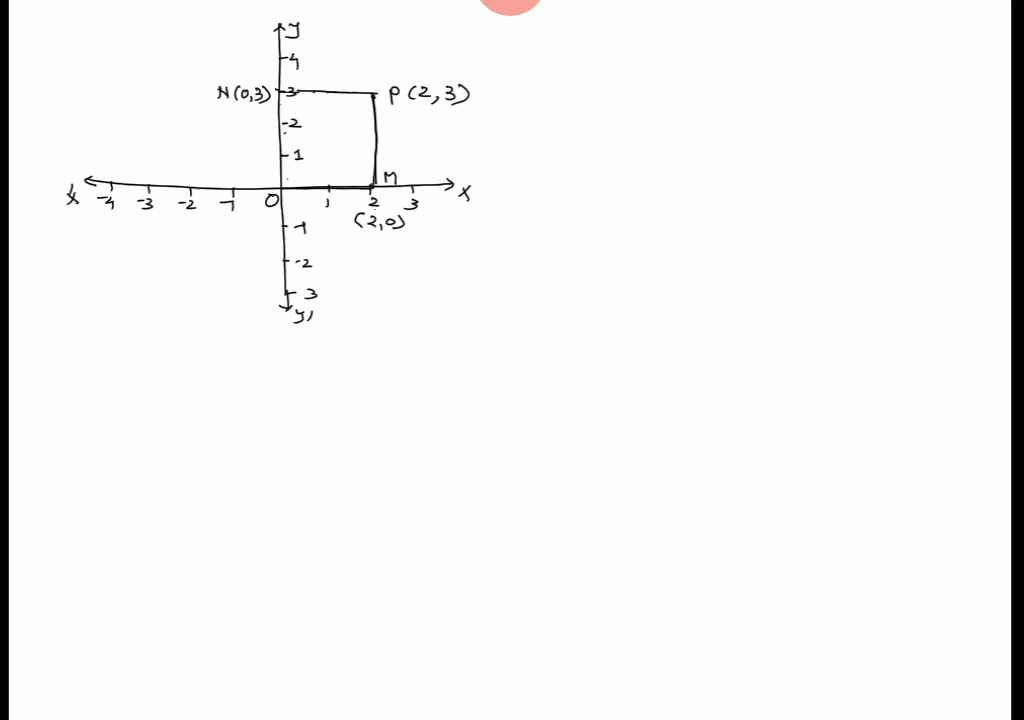 y
4
N(0,3) 3 P(2,3)
-2
1
M
X -4 -3 -2 -1 0 1 2 3 X
(2,0)
-1
-2
3
y'